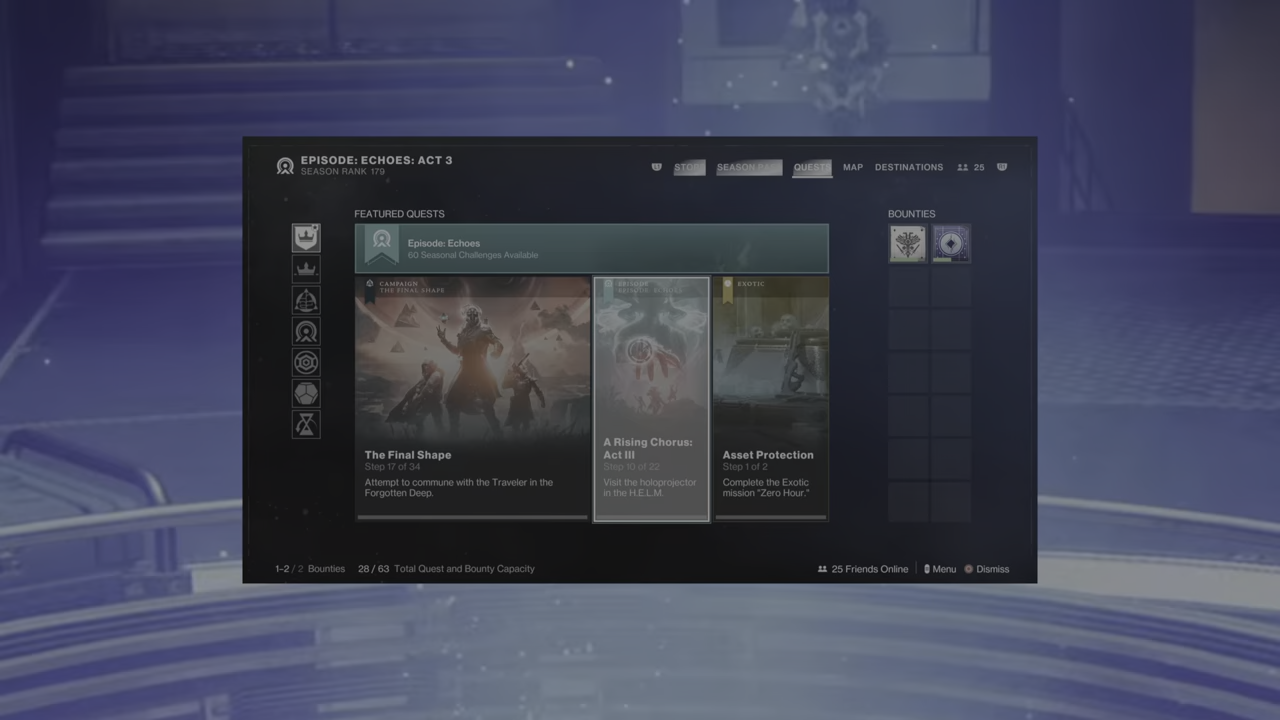 EPISODE: ECHOES: ACT 3
SEASON RANK 179
QUESTS MAP DESTINATIONS 25
FEATURED QUESTS
BOUNTIES
Episode: Echoes
60 Seasonal Challenges Available
CAMPAIGN
THE FINAL SHAPE
EPISODE
EPISODE: ECHOES
EXOTIC
The Final Shape
Step 17 of 34
Attempt to commune with the Traveler in the
Forgotten Deep.
A Rising Chorus:
Act III
Step 10 of 22
Visit the holoprojector
in the H.E.L.M.
Asset Protection
Step 1 of 2
Complete the Exotic
mission "Zero Hour."
1-2 / 2 Bounties
28 / 63 Total Quest and Bounty Capacity
25 Friends Online
Menu
Dismiss